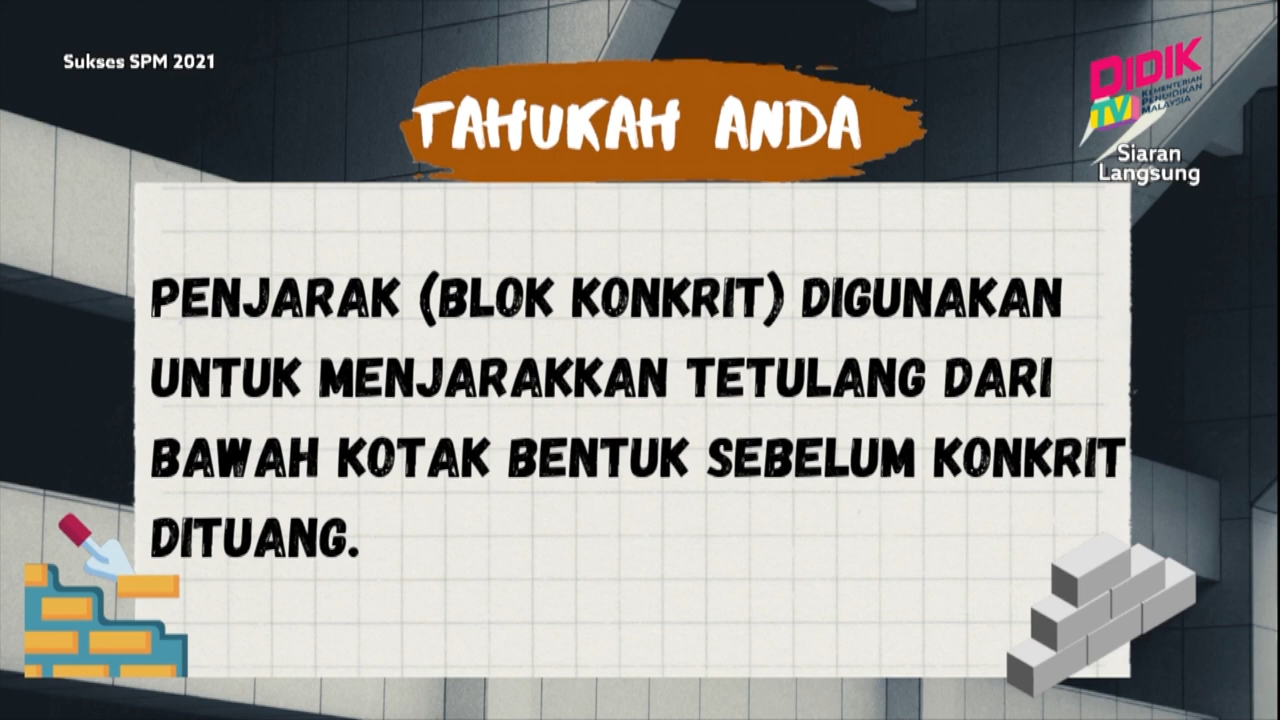 Sukses SPM 2021
DIDIK
TV
KEMENTERIAN
PENDIDIKAN
MALAYSIA
Siaran
Langsung
TAHUKAH ANDA
PENJARAK (BLOK KONKRIT) DIGUNAKAN
UNTUK MENJARAKKAN TETULANG DARI
BAWAH KOTAK BENTUK SEBELUM KONKRIT
DITUANG.